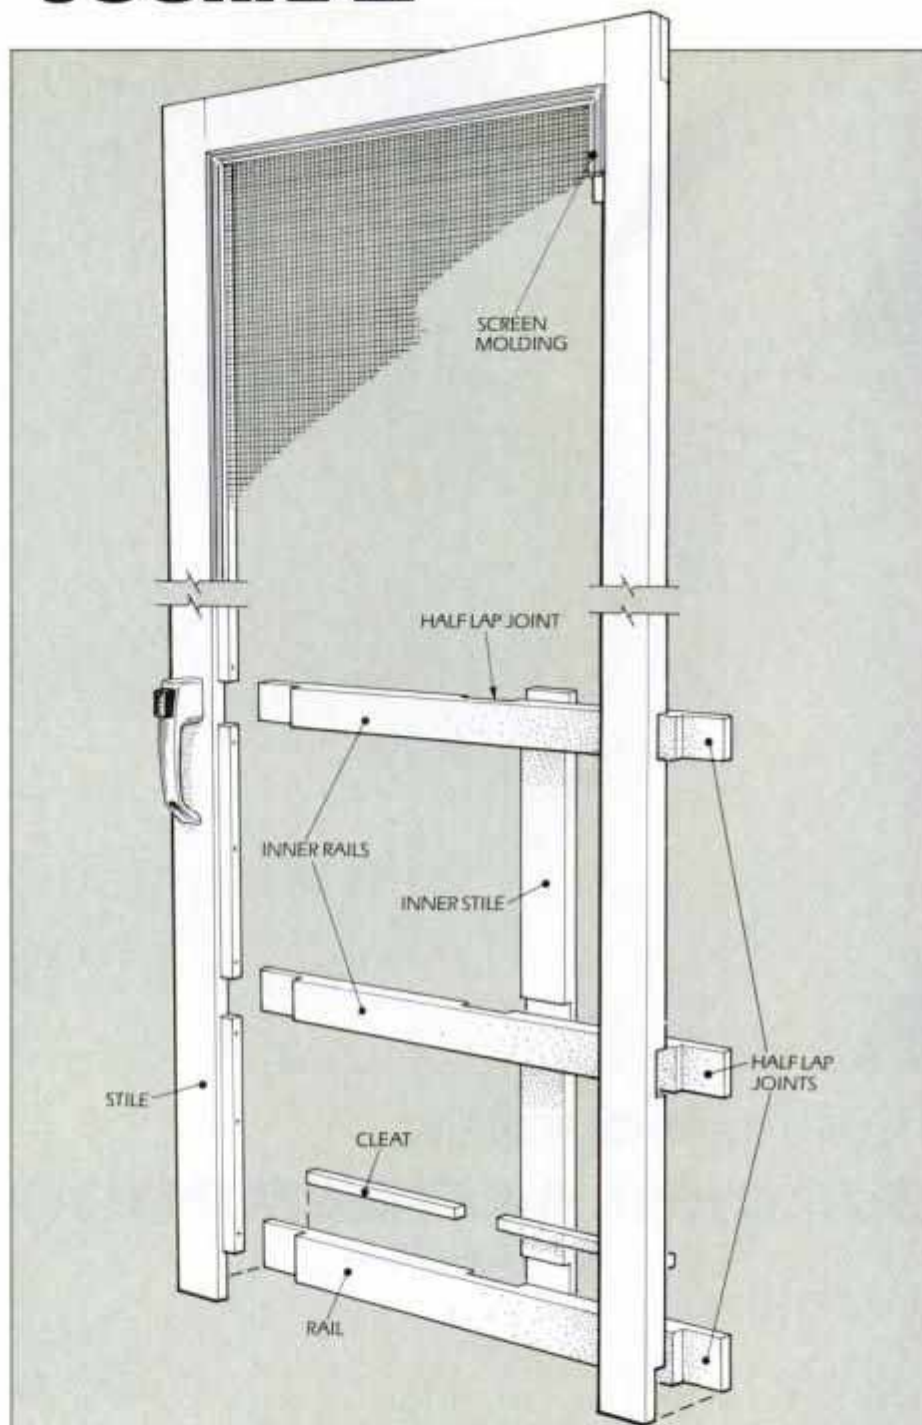 SCREEN
MOLDING
HALF LAP JOINT
INNER RAILS
INNER STILE
HALF LAP
JOINTS
STILE
CLEAT
RAIL